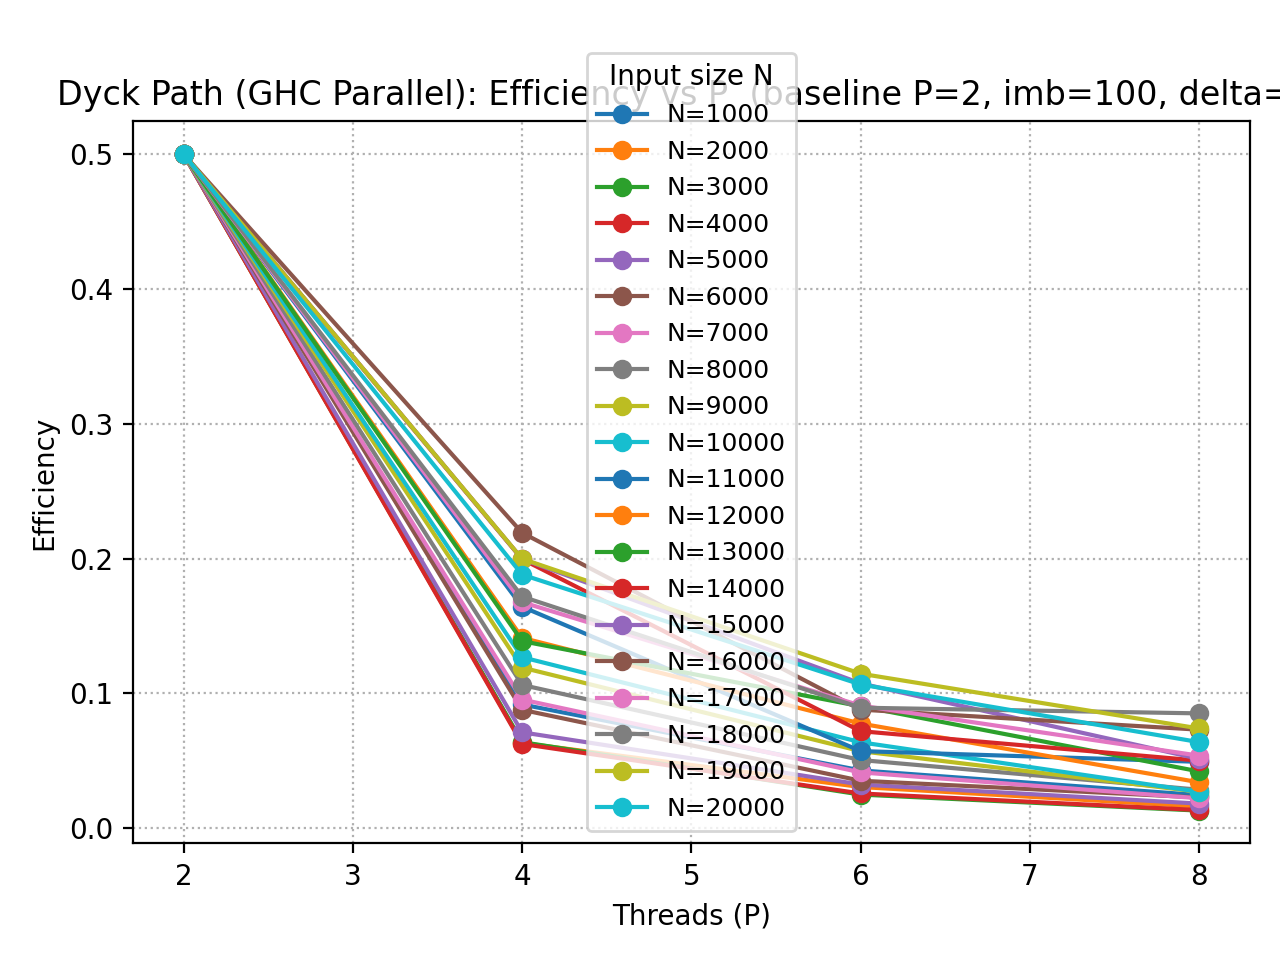 Dyck Path (GHC Parallel): Efficiency vs P (baseline P=2, imb=100, delta=
Input size N
N=1000
N=2000
N=3000
N=4000
N=5000
N=6000
N=7000
N=8000
N=9000
N=10000
N=11000
N=12000
N=13000
N=14000
N=15000
N=16000
N=17000
N=18000
N=19000
N=20000
Efficiency
0.5
0.4
0.3
0.2
0.1
0.0
2 3 4 5 6 7 8
Threads (P)